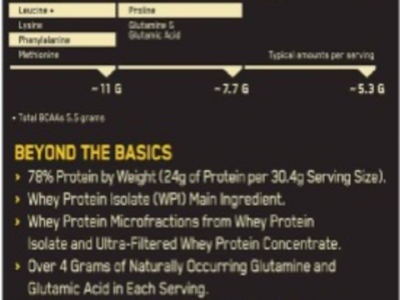 Leucine • Proline
Lysine Glutamine &
Phenylalanine Glutamic Acid
Methionine Typical amounts per serving
~11 G ~7.7 G ~5.3 G
• Total BCAAs 5.5 grams
BEYOND THE BASICS
› 78% Protein by Weight (24g of Protein per 30.4g Serving Size).
› Whey Protein Isolate (WPI) Main Ingredient.
› Whey Protein Microfractions from Whey Protein
Isolate and Ultra-Filtered Whey Protein Concentrate.
› Over 4 Grams of Naturally Occurring Glutamine and
Glutamic Acid in Each Serving.